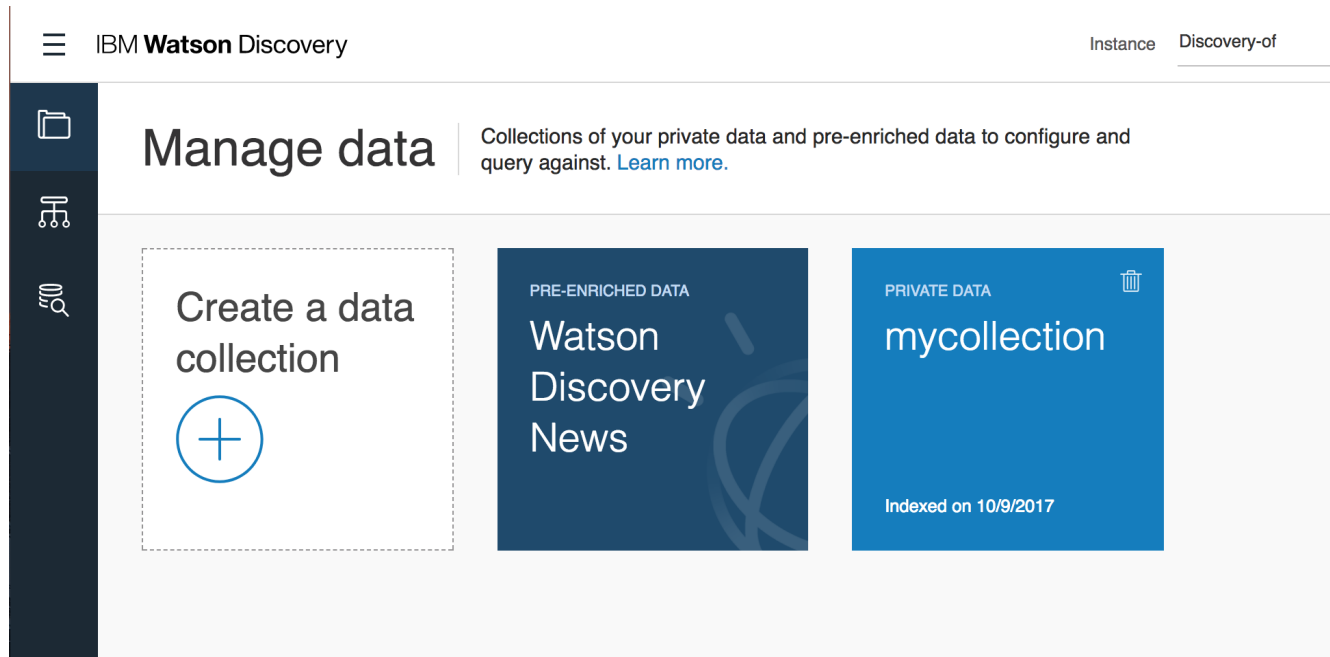 IBM Watson Discovery
Instance Discovery-of
Manage data
Collections of your private data and pre-enriched data to configure and
query against. Learn more.
Create a data
collection
PRE-ENRICHED DATA
Watson
Discovery
News
PRIVATE DATA
mycollection
Indexed on 10/9/2017